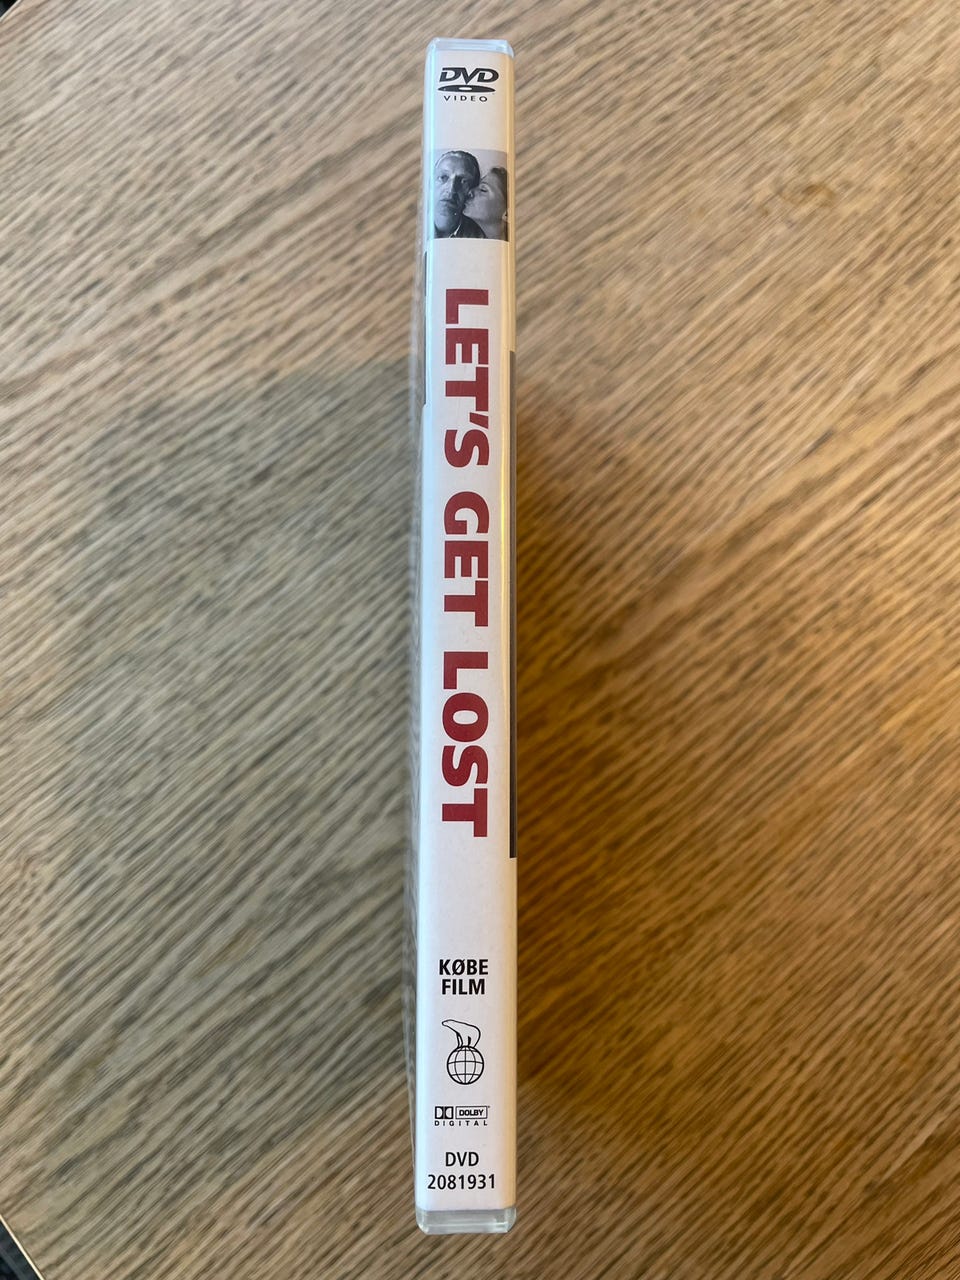 DVD
VIDEO
LET'S GET LOST
KØBE
FILM
DOLBY
DIGITAL
DVD
2081931